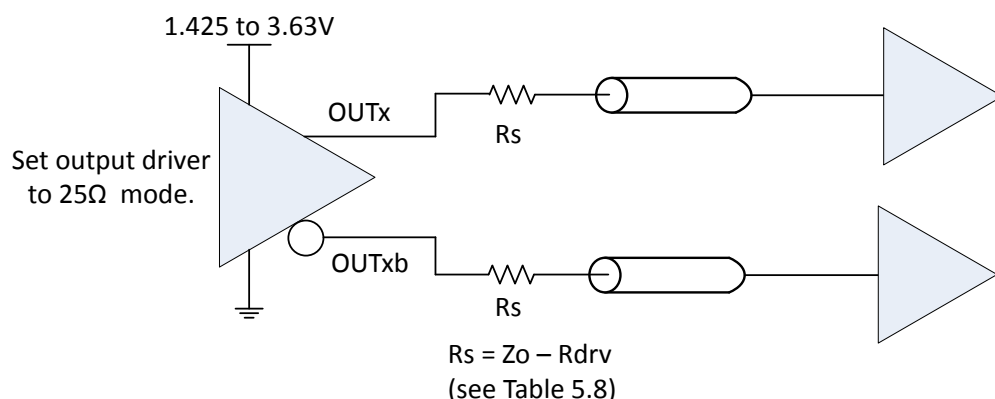 1.425 to 3.63V
OUTx
Rs
Set output driver
to 25Ω mode.
OUTxb
Rs
Rs = Zo – Rdrv
(see Table 5.8)